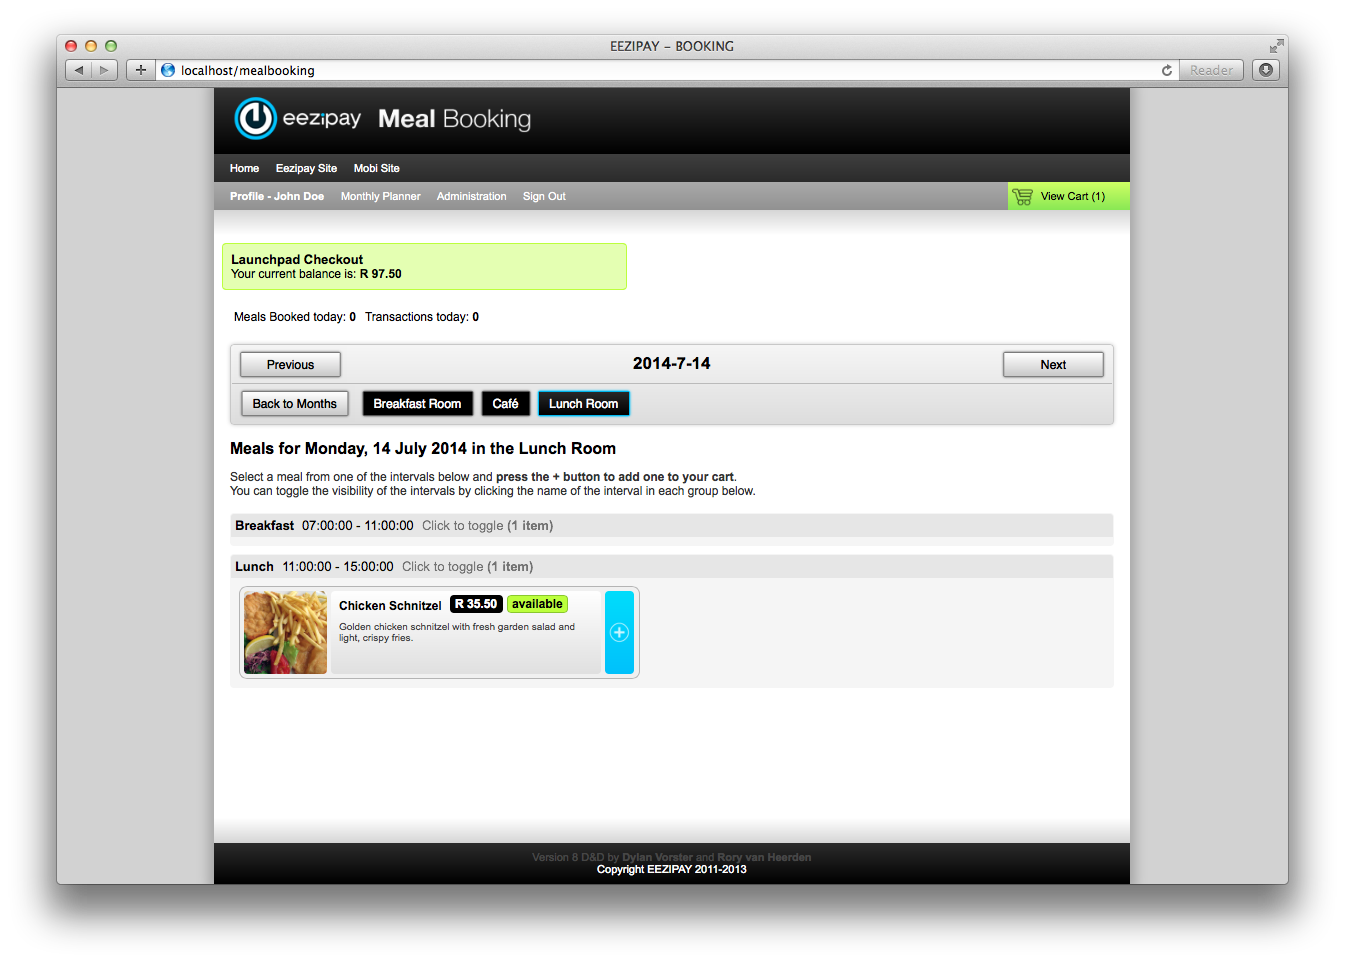 EEZIPAY – BOOKING
localhost/mealbooking
Reader
eezipay Meal Booking
Home Eezipay Site Mobi Site
Profile - John Doe Monthly Planner Administration Sign Out View Cart (1)
Launchpad Checkout
Your current balance is: R 97.50
Meals Booked today: 0 Transactions today: 0
Previous 2014-7-14 Next
Back to Months Breakfast Room Café Lunch Room
Meals for Monday, 14 July 2014 in the Lunch Room
Select a meal from one of the intervals below and press the + button to add one to your cart.
You can toggle the visibility of the intervals by clicking the name of the interval in each group below.
Breakfast 07:00:00 - 11:00:00 Click to toggle (1 item)
Lunch 11:00:00 - 15:00:00 Click to toggle (1 item)
Chicken Schnitzel R 35.50 available
Golden chicken schnitzel with fresh garden salad and
light, crispy fries.
Version 8 D&D by Dylan Vorster and Rory van Heerden
Copyright EEZIPAY 2011-2013